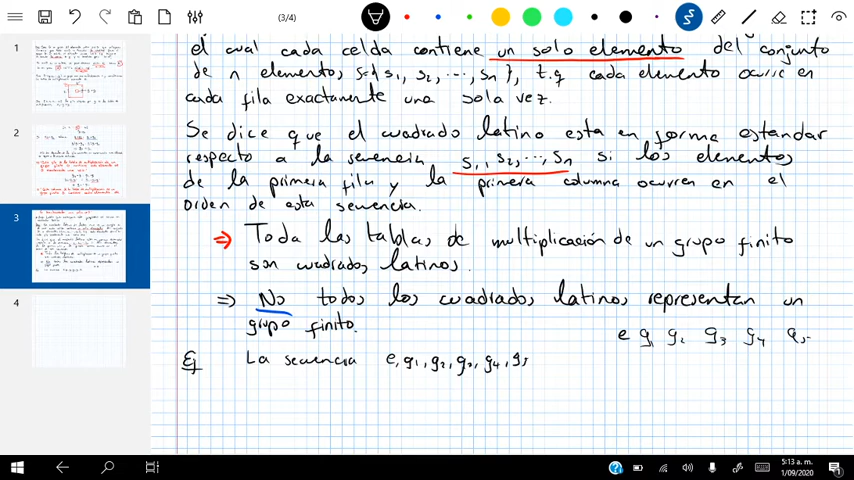 (3/4)
el cual cada celda contiene un solo elemento del conjunto
de n elementos, s={s₁, s₂, ..., sₙ}, t.q cada elemento ocurre en
cada fila exactamente una sola vez.
Se dice que el cuadrado latino esta en forma estandar
respecto a la secuencia s₁, s₂, ..., sₙ si los elementos
de la primera fila y la primera columna ocurren en el
orden de esta secuencia.
⇒ Toda las tablas de multiplicación de un grupo finito
son cuadrados latinos.
⇒ No todos los cuadrados latinos representan un
grupo finito.
e g₁ g₂ g₃ g₄ g₅
Ej La secuencia e, g₁, g₂, g₃, g₄, g₅
1
2
3
4
5:13 a. m.
1/09/2020